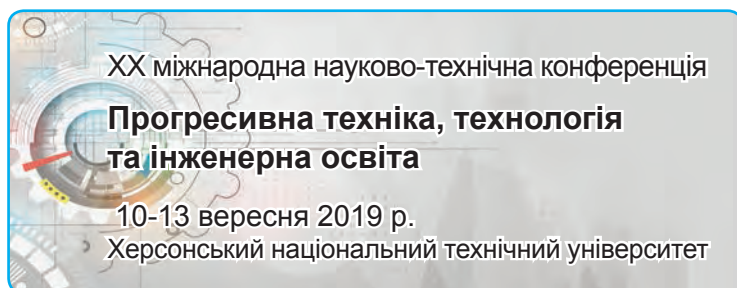 XX міжнародна науково-технічна конференція
Прогресивна техніка, технологія
та інженерна освіта
10-13 вересня 2019 р.
Херсонський національний технічний університет